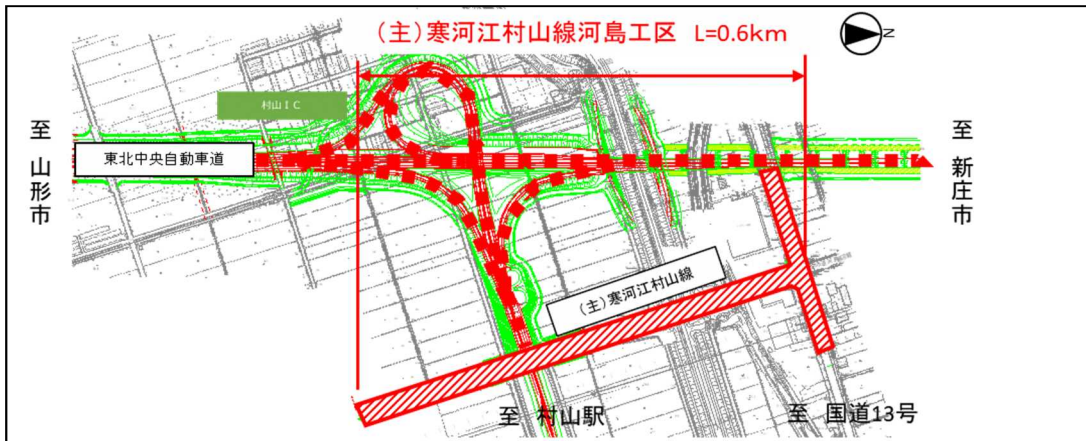 (主)寒河江村山線河島工区 L=0.6km
N
村山IC
至 山形市
東北中央自動車道
至 新庄市
(主)寒河江村山線
至 村山駅
至 国道13号